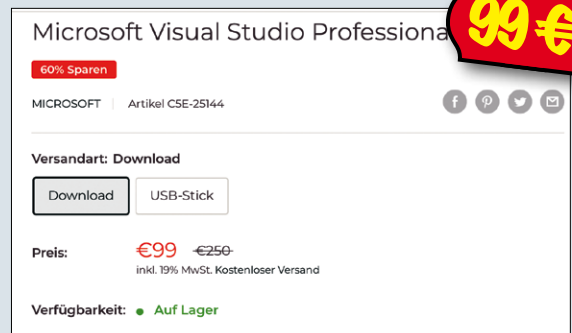 Microsoft Visual Studio Professiona
99 €
60% Sparen
MICROSOFT | Artikel C5E-25144
Versandart: Download
Download USB-Stick
Preis: €99 €250
inkl. 19% MwSt. Kostenloser Versand
Verfügbarkeit: Auf Lager